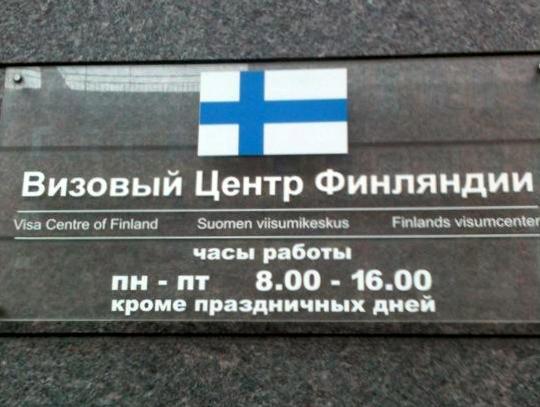 Визовый Центр Финляндии
Visa Centre of Finland Suomen viisumikeskus Finlands visumcenter
часы работы
пн - пт 8.00 - 16.00
кроме праздничных дней